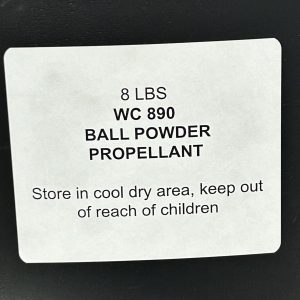 8 LBS
WC 890
BALL POWDER
PROPELLANT
Store in cool dry area, keep out
of reach of children